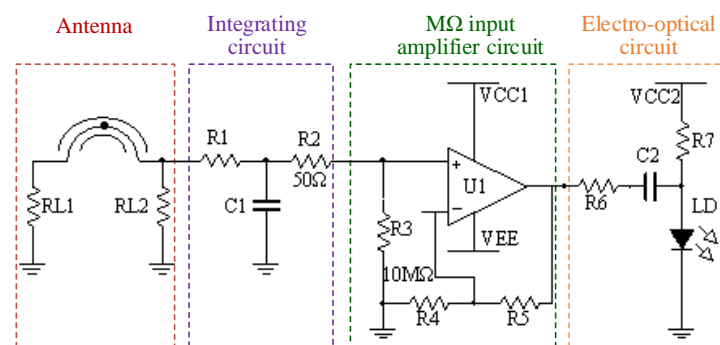 Antenna
Integrating
circuit
MΩ input
amplifier circuit
Electro-optical
circuit
VCC1
VCC2
R1
R2
50Ω
R7
C2
U1
R6
LD
RL1
RL2
C1
R3
VEE
10MΩ
R4
R5